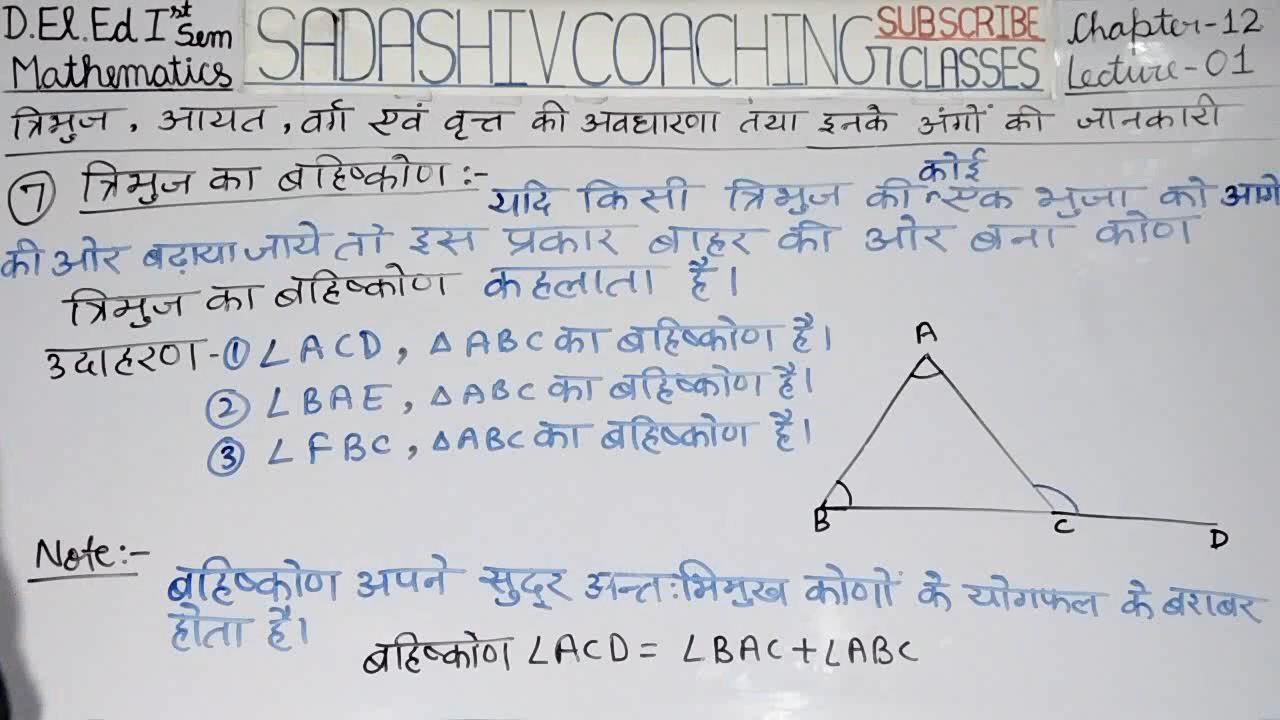 D.El.Ed Ist Sem
Mathematics
SADASHIV COACHING CLASSES
SUBSCRIBE
Chapter-12
Lecture-01
त्रिभुज, आयत, वर्ग एवं वृत्त की अवधारणा तथा इनके अंगों की जानकारी
⑦ त्रिभुज का बहिष्कोण :- यदि किसी त्रिभुज की कोई एक भुजा को आगे
की ओर बढ़ाया जाये तो इस प्रकार बाहर की ओर बना कोण
त्रिभुज का बहिष्कोण कहलाता है।
उदाहरण - ① ∠ACD, △ABC का बहिष्कोण है।
② ∠BAE, △ABC का बहिष्कोण है।
③ ∠FBC, △ABC का बहिष्कोण है।
A
B
C
D
Note:-
बहिष्कोण अपने सुदूर अन्तःभिमुख कोणों के योगफल के बराबर
होता है।
बहिष्कोण ∠ACD = ∠BAC + ∠ABC